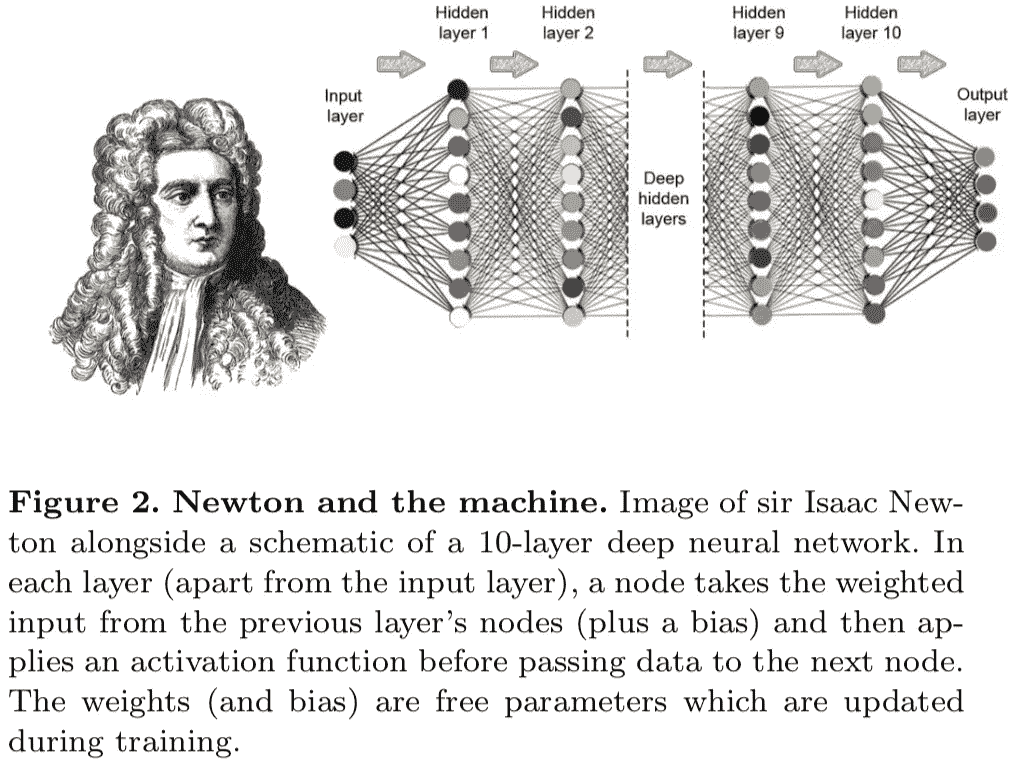 Hidden
layer 1
Hidden
layer 2
Hidden
layer 9
Hidden
layer 10
Input
layer
Output
layer
Deep
hidden
layers
Figure 2. Newton and the machine. Image of sir Isaac New-
ton alongside a schematic of a 10-layer deep neural network. In
each layer (apart from the input layer), a node takes the weighted
input from the previous layer's nodes (plus a bias) and then ap-
plies an activation function before passing data to the next node.
The weights (and bias) are free parameters which are updated
during training.